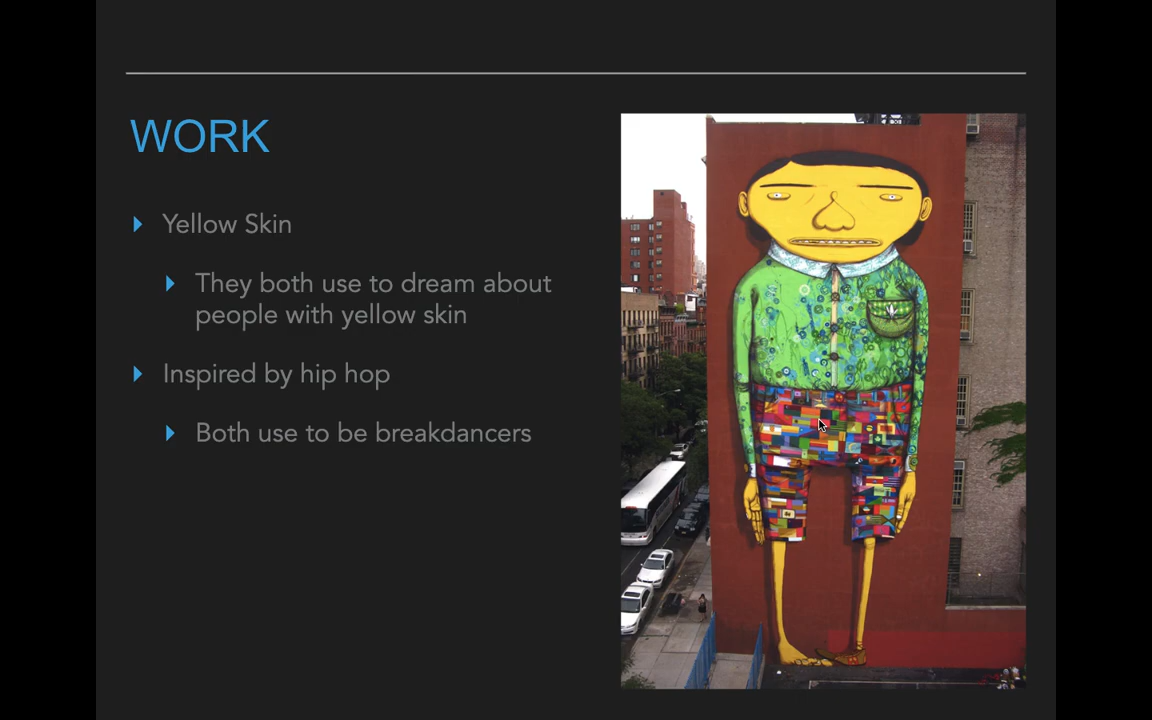 WORK
Yellow Skin
They both use to dream about
people with yellow skin
Inspired by hip hop
Both use to be breakdancers